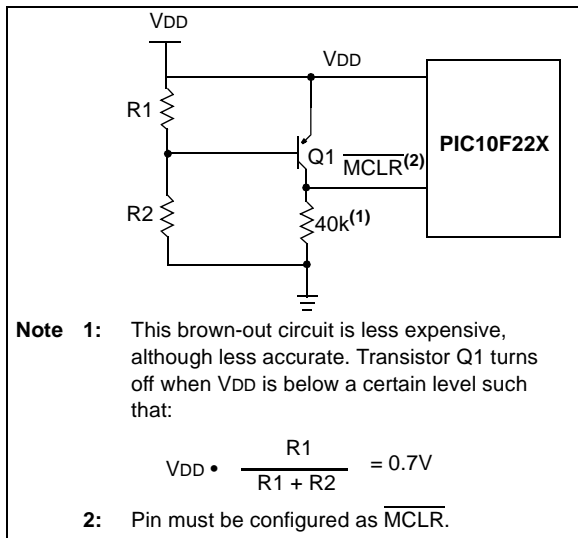 VDD
VDD
R1
Q1
MCLR(2)
PIC10F22X
R2
40k(1)
Note 1: This brown-out circuit is less expensive,
although less accurate. Transistor Q1 turns
off when VDD is below a certain level such
that:
VDD • R1 / R1 + R2 = 0.7V
2: Pin must be configured as MCLR.